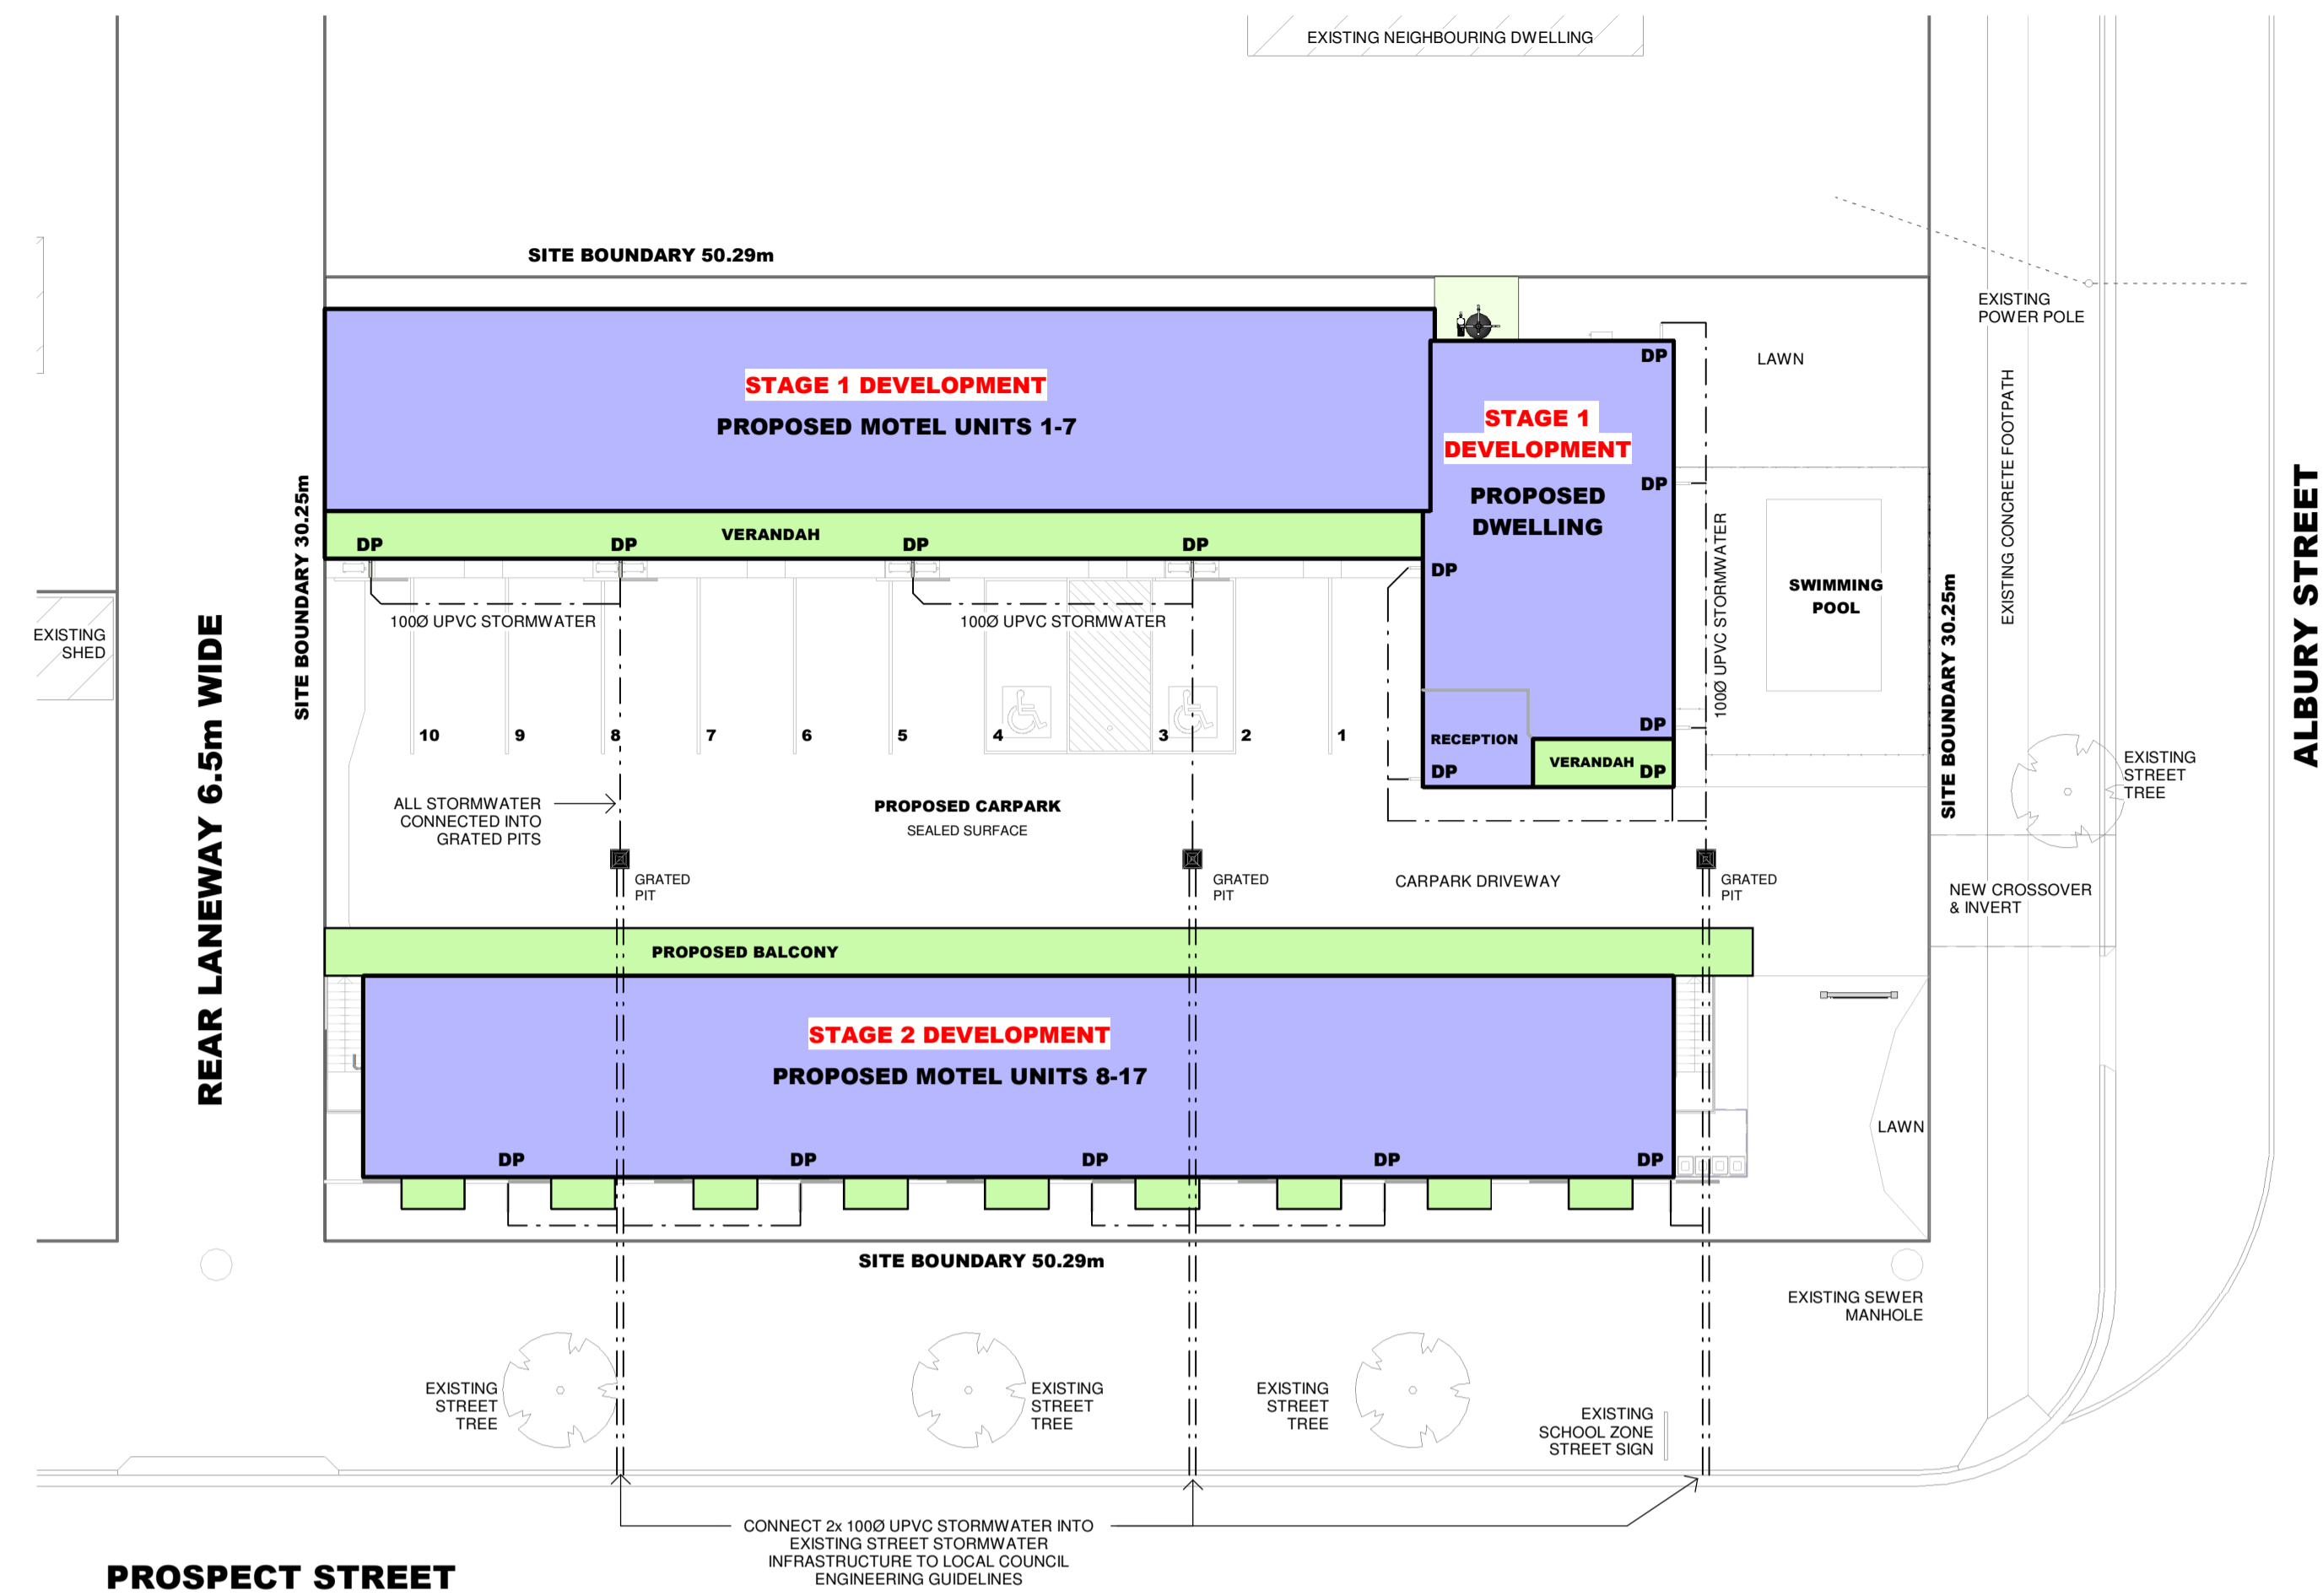 EXISTING NEIGHBOURING DWELLING
SITE BOUNDARY 50.29m
EXISTING
POWER POLE
LAWN
STAGE 1 DEVELOPMENT
PROPOSED MOTEL UNITS 1-7
DP
STAGE 1
DEVELOPMENT
DP
PROPOSED
DWELLING
VERANDAH
DP
DP
DP
DP
DP
SWIMMING
POOL
EXISTING CONCRETE FOOTPATH
ALBURY STREET
SITE BOUNDARY 30.25m
SITE BOUNDARY 30.25m
100Ø UPVC STORMWATER
100Ø UPVC STORMWATER
100Ø UPVC STORMWATER
EXISTING
SHED
REAR LANEWAY 6.5m WIDE
10
9
8
7
6
5
4
3
2
1
RECEPTION
DP
DP
VERANDAH
DP
EXISTING
STREET
TREE
ALL STORMWATER
CONNECTED INTO
GRATED PITS
PROPOSED CARPARK
SEALED SURFACE
GRATED
PIT
GRATED
PIT
CARPARK DRIVEWAY
GRATED
PIT
NEW CROSSOVER
& INVERT
PROPOSED BALCONY
STAGE 2 DEVELOPMENT
PROPOSED MOTEL UNITS 8-17
LAWN
DP
DP
DP
DP
DP
SITE BOUNDARY 50.29m
EXISTING SEWER
MANHOLE
EXISTING
STREET
TREE
EXISTING
STREET
TREE
EXISTING
STREET
TREE
EXISTING
SCHOOL ZONE
STREET SIGN
CONNECT 2x 100Ø UPVC STORMWATER INTO
EXISTING STREET STORMWATER
INFRASTRUCTURE TO LOCAL COUNCIL
ENGINEERING GUIDELINES
PROSPECT STREET